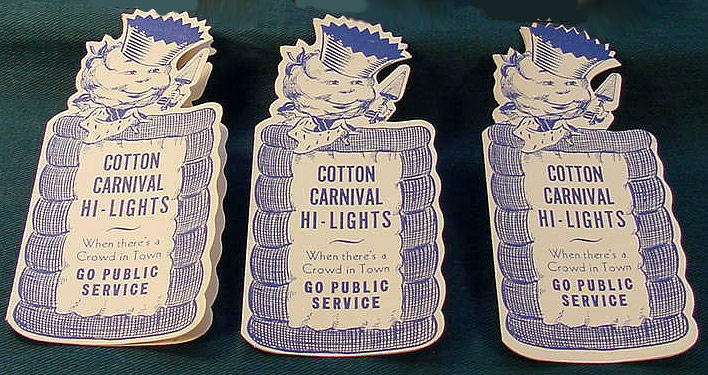 COTTON
CARNIVAL
HI-LIGHTS
When there's a
Crowd in Town
GO PUBLIC
SERVICE
COTTON
CARNIVAL
HI-LIGHTS
When there's a
Crowd in Town
GO PUBLIC
SERVICE
COTTON
CARNIVAL
HI-LIGHTS
When there's a
Crowd in Town
GO PUBLIC
SERVICE